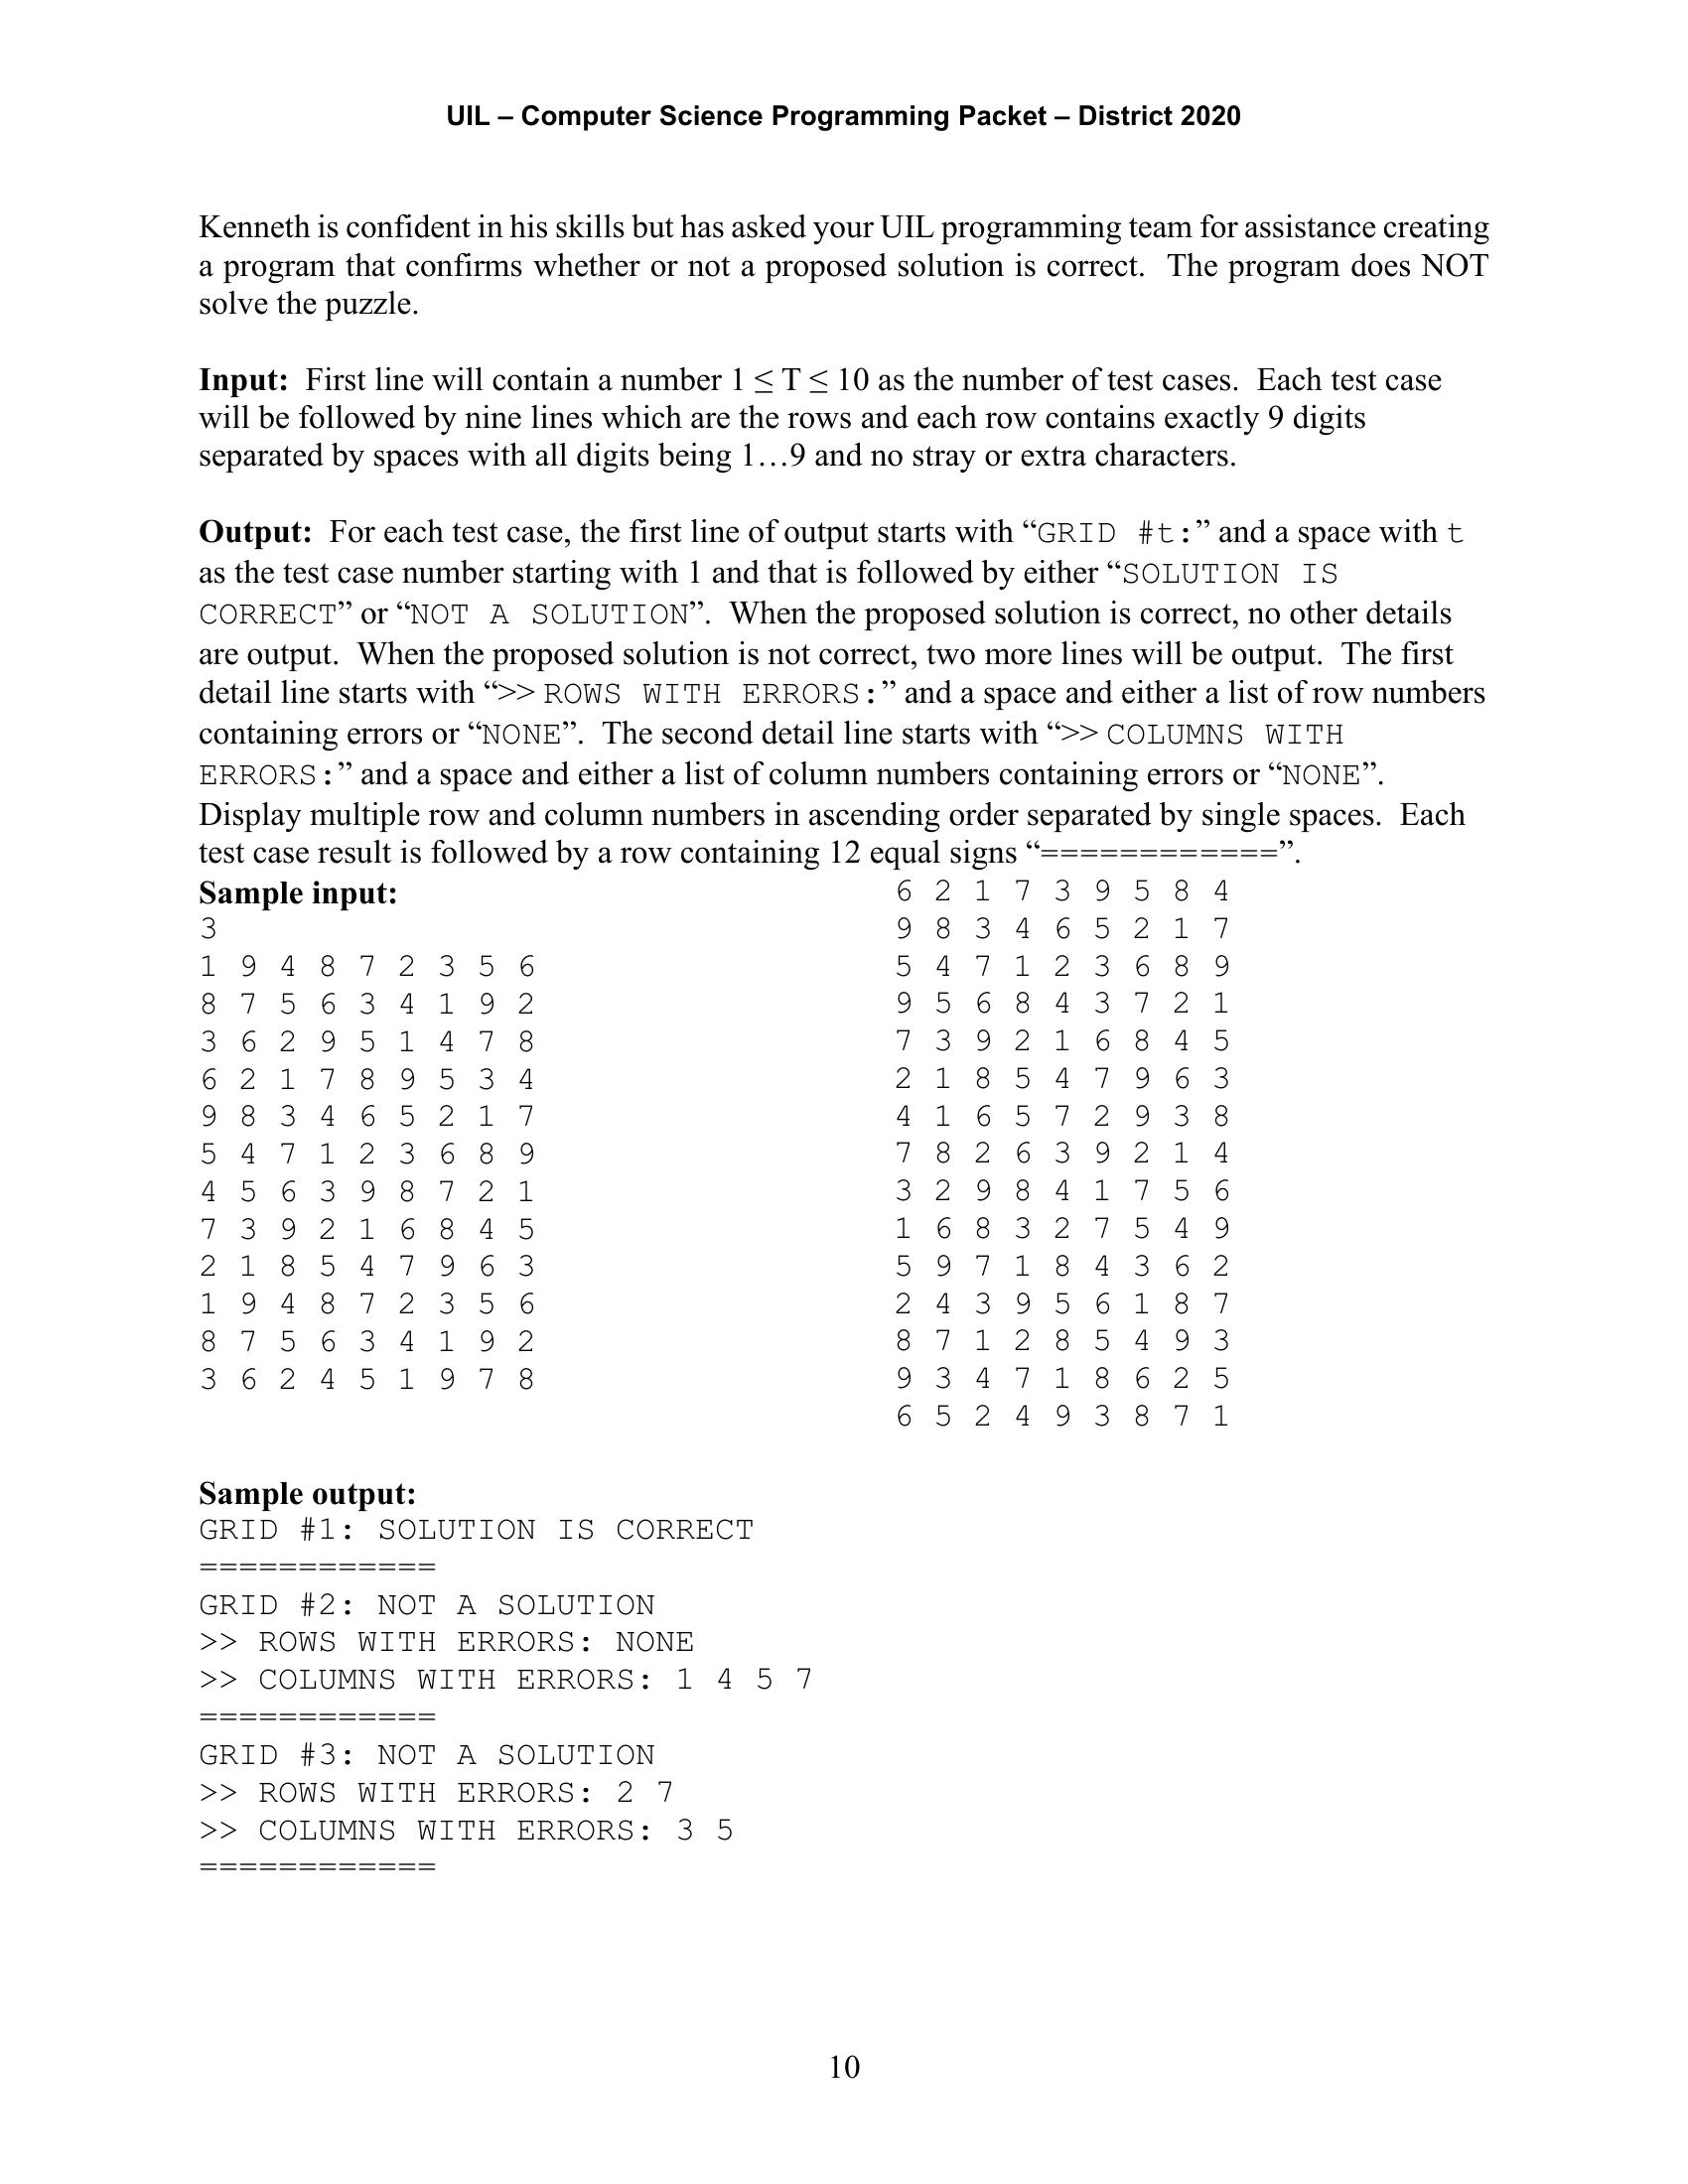 UIL – Computer Science Programming Packet – District 2020
Kenneth is confident in his skills but has asked your UIL programming team for assistance creating
a program that confirms whether or not a proposed solution is correct.  The program does NOT
solve the puzzle.
Input:  First line will contain a number 1 ≤ T ≤ 10 as the number of test cases.  Each test case
will be followed by nine lines which are the rows and each row contains exactly 9 digits
separated by spaces with all digits being 1…9 and no stray or extra characters.
Output:  For each test case, the first line of output starts with “GRID #t:” and a space with t
as the test case number starting with 1 and that is followed by either “SOLUTION IS
CORRECT” or “NOT A SOLUTION”.  When the proposed solution is correct, no other details
are output.  When the proposed solution is not correct, two more lines will be output.  The first
detail line starts with “>> ROWS WITH ERRORS:” and a space and either a list of row numbers
containing errors or “NONE”.  The second detail line starts with “>> COLUMNS WITH
ERRORS:” and a space and either a list of column numbers containing errors or “NONE”.
Display multiple row and column numbers in ascending order separated by single spaces.  Each
test case result is followed by a row containing 12 equal signs “============”.
Sample input:
3
1 9 4 8 7 2 3 5 6
8 7 5 6 3 4 1 9 2
3 6 2 9 5 1 4 7 8
6 2 1 7 8 9 5 3 4
9 8 3 4 6 5 2 1 7
5 4 7 1 2 3 6 8 9
4 5 6 3 9 8 7 2 1
7 3 9 2 1 6 8 4 5
2 1 8 5 4 7 9 6 3
1 9 4 8 7 2 3 5 6
8 7 5 6 3 4 1 9 2
3 6 2 4 5 1 9 7 8
6 2 1 7 3 9 5 8 4
9 8 3 4 6 5 2 1 7
5 4 7 1 2 3 6 8 9
9 5 6 8 4 3 7 2 1
7 3 9 2 1 6 8 4 5
2 1 8 5 4 7 9 6 3
4 1 6 5 7 2 9 3 8
7 8 2 6 3 9 2 1 4
3 2 9 8 4 1 7 5 6
1 6 8 3 2 7 5 4 9
5 9 7 1 8 4 3 6 2
2 4 3 9 5 6 1 8 7
8 7 1 2 8 5 4 9 3
9 3 4 7 1 8 6 2 5
6 5 2 4 9 3 8 7 1
Sample output:
GRID #1: SOLUTION IS CORRECT
============
GRID #2: NOT A SOLUTION
>> ROWS WITH ERRORS: NONE
>> COLUMNS WITH ERRORS: 1 4 5 7
============
GRID #3: NOT A SOLUTION
>> ROWS WITH ERRORS: 2 7
>> COLUMNS WITH ERRORS: 3 5
============
10